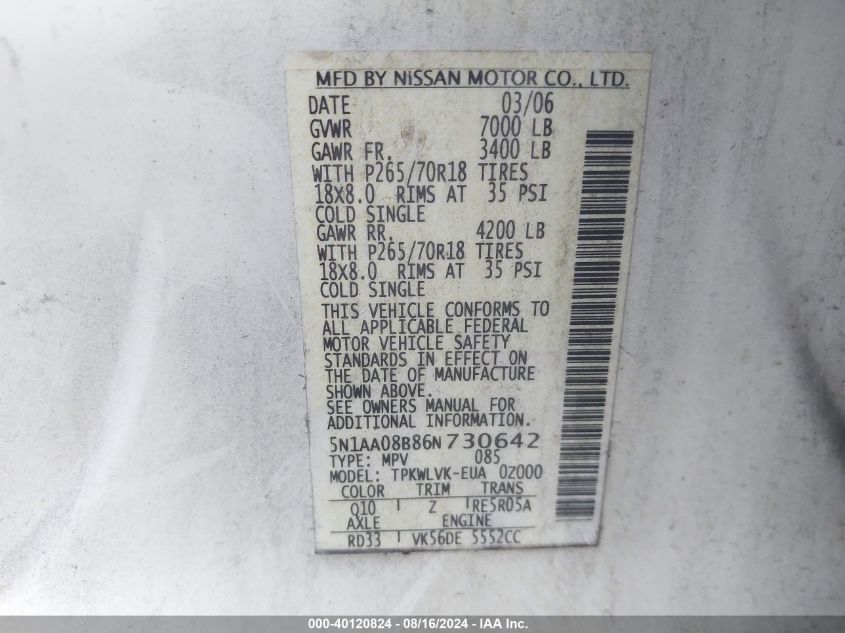 MFD BY NISSAN MOTOR CO., LTD.
DATE 03/06
GVWR 7000 LB
GAWR FR. 3400 LB
WITH P265/70R18 TIRES
18X8.0 RIMS AT 35 PSI
COLD SINGLE
GAWR RR. 4200 LB
WITH P265/70R18 TIRES
18X8.0 RIMS AT 35 PSI
COLD SINGLE
THIS VEHICLE CONFORMS TO
ALL APPLICABLE FEDERAL
MOTOR VEHICLE SAFETY
STANDARDS IN EFFECT ON
THE DATE OF MANUFACTURE
SHOWN ABOVE.
SEE OWNERS MANUAL FOR
ADDITIONAL INFORMATION.
5N1AA08B86N730642
TYPE: MPV 085
MODEL: TPKWLVK-EUA 0Z000
COLOR TRIM TRANS
Q10 Z RE5R05A
AXLE ENGINE
RD33 VK56DE 5552CC
000-40120824 - 08/16/2024 - IAA Inc.